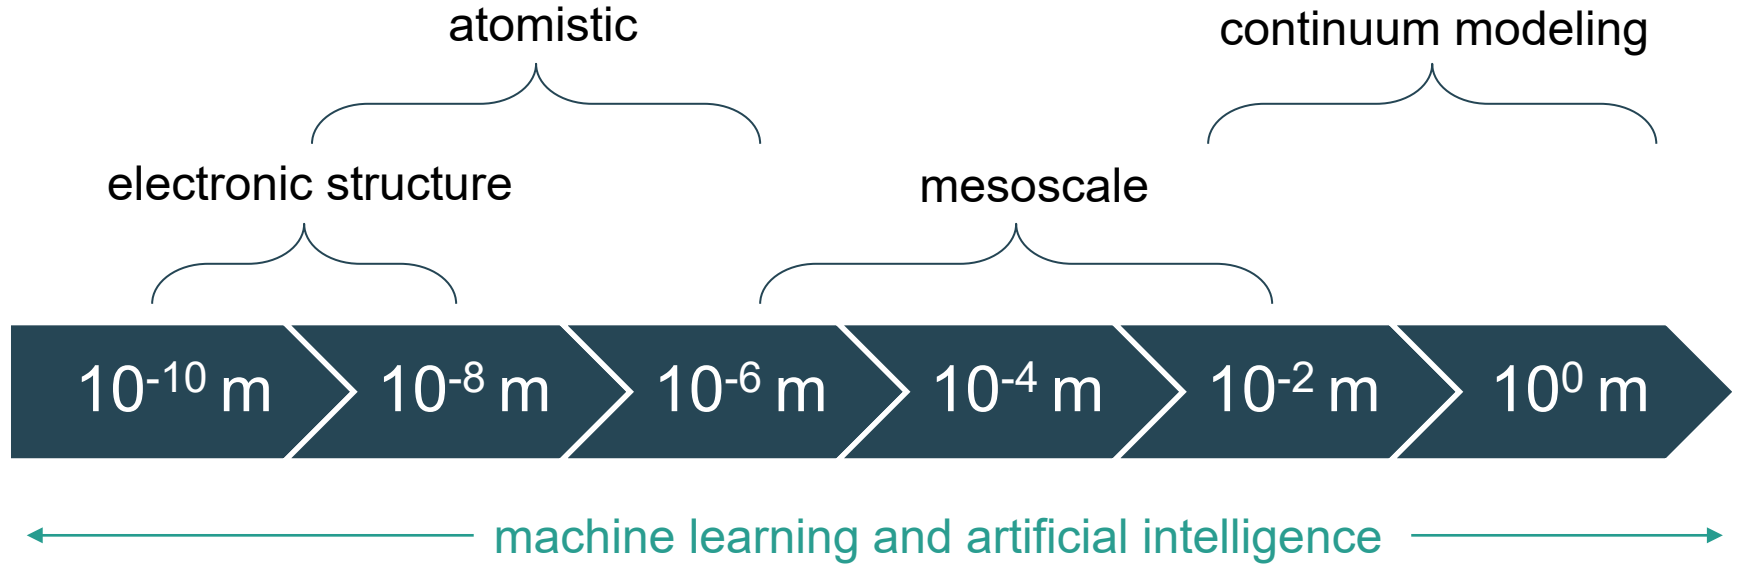 atomistic
continuum modeling
electronic structure
mesoscale
10⁻¹⁰ m
10⁻⁸ m
10⁻⁶ m
10⁻⁴ m
10⁻² m
10⁰ m
machine learning and artificial intelligence